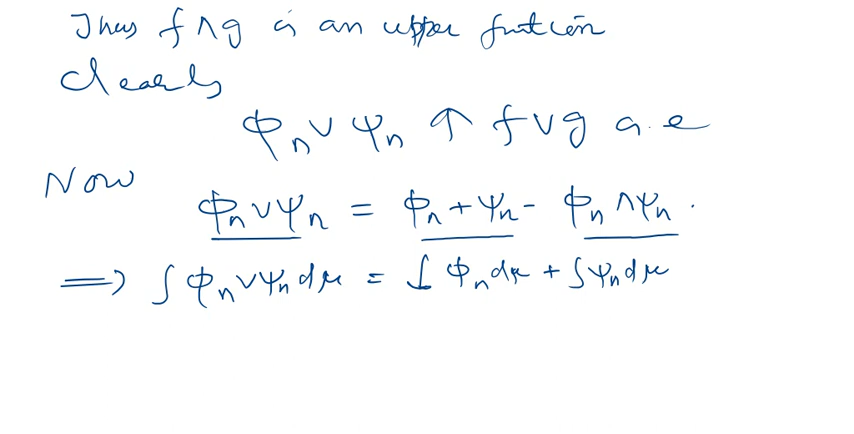 Thus f ∧ g is an upper function
Clearly
ϕn ∨ ψn ↑ f ∨ g a.e
Now
ϕn ∨ ψn = ϕn + ψn - ϕn ∧ ψn .
⟹ ∫ ϕn ∨ ψn dμ = ∫ ϕn dμ + ∫ ψn dμ